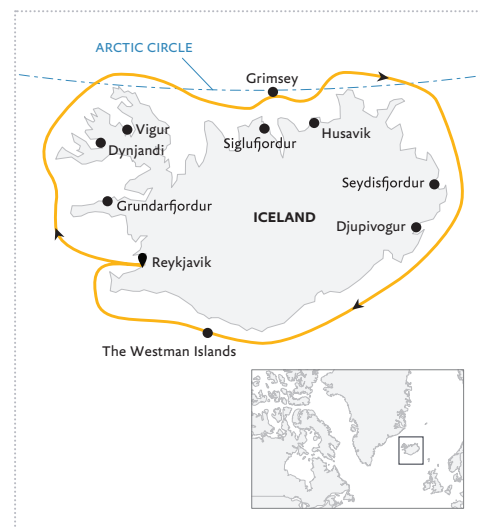 ARCTIC CIRCLE
Grimsey
Vigur
Husavik
Siglufjordur
Dynjandi
Seydisfjordur
Grundarfjordur
ICELAND
Djupivogur
Reykjavik
The Westman Islands